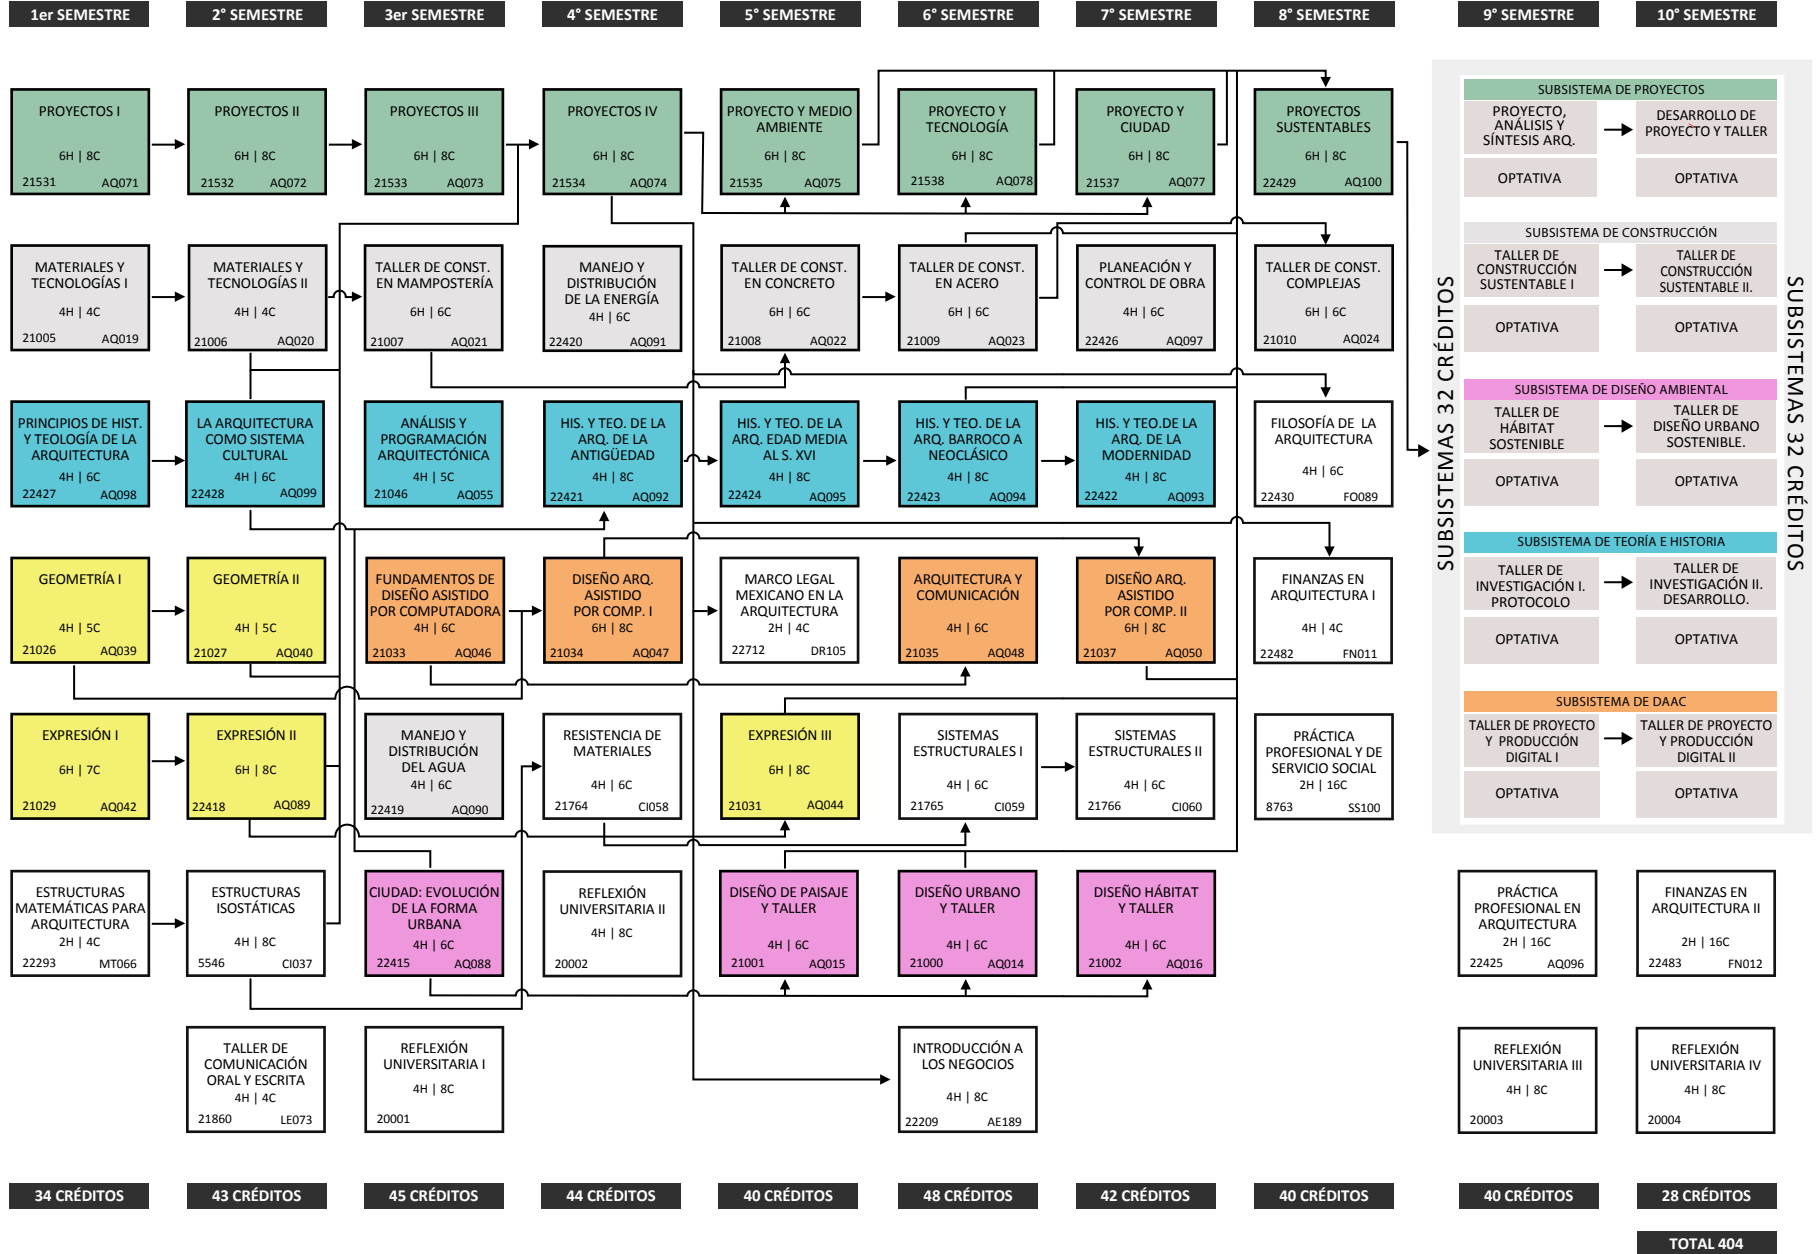 1er SEMESTRE
2° SEMESTRE
3er SEMESTRE
4° SEMESTRE
5° SEMESTRE
6° SEMESTRE
7° SEMESTRE
8° SEMESTRE
9° SEMESTRE
10° SEMESTRE
PROYECTOS I
6H | 8C
21531 AQ071
PROYECTOS II
6H | 8C
21532 AQ072
PROYECTOS III
6H | 8C
21533 AQ073
PROYECTOS IV
6H | 8C
21534 AQ074
PROYECTO Y MEDIO
AMBIENTE
6H | 8C
21535 AQ075
PROYECTO Y
TECNOLOGÍA
6H | 8C
21538 AQ078
PROYECTO Y
CIUDAD
6H | 8C
21537 AQ077
PROYECTOS
SUSTENTABLES
6H | 8C
22429 AQ100
MATERIALES Y
TECNOLOGÍAS I
4H | 4C
21005 AQ019
MATERIALES Y
TECNOLOGÍAS II
4H | 4C
21006 AQ020
TALLER DE CONST.
EN MAMPOSTERÍA
6H | 6C
21007 AQ021
MANEJO Y
DISTRIBUCIÓN
DE LA ENERGÍA
4H | 6C
22420 AQ091
TALLER DE CONST.
EN CONCRETO
6H | 6C
21008 AQ022
TALLER DE CONST.
EN ACERO
6H | 6C
21009 AQ023
PLANEACIÓN Y
CONTROL DE OBRA
4H | 6C
22426 AQ097
TALLER DE CONST.
COMPLEJAS
6H | 6C
21010 AQ024
PRINCIPIOS DE HIST.
Y TEOLOGÍA DE LA
ARQUITECTURA
4H | 6C
22427 AQ098
LA ARQUITECTURA
COMO SISTEMA
CULTURAL
4H | 6C
22428 AQ099
ANÁLISIS Y
PROGRAMACIÓN
ARQUITECTÓNICA
4H | 5C
21046 AQ055
HIS. Y TEO. DE LA
ARQ. DE LA
ANTIGÜEDAD
4H | 8C
22421 AQ092
HIS. Y TEO. DE LA
ARQ. EDAD MEDIA
AL S. XVI
4H | 8C
22424 AQ095
HIS. Y TEO. DE LA
ARQ. BARROCO A
NEOCLÁSICO
4H | 8C
22423 AQ094
HIS. Y TEO.DE LA
ARQ. DE LA
MODERNIDAD
4H | 8C
22422 AQ093
FILOSOFÍA DE LA
ARQUITECTURA
4H | 6C
22430 FO089
GEOMETRÍA I
4H | 5C
21026 AQ039
GEOMETRÍA II
4H | 5C
21027 AQ040
FUNDAMENTOS DE
DISEÑO ASISTIDO
POR COMPUTADORA
4H | 6C
21033 AQ046
DISEÑO ARQ.
ASISTIDO
POR COMP. I
6H | 8C
21034 AQ047
MARCO LEGAL
MEXICANO EN LA
ARQUITECTURA
2H | 4C
22712 DR105
ARQUITECTURA Y
COMUNICACIÓN
4H | 6C
21035 AQ048
DISEÑO ARQ.
ASISTIDO
POR COMP. II
6H | 8C
21037 AQ050
FINANZAS EN
ARQUITECTURA I
4H | 4C
22482 FN011
EXPRESIÓN I
6H | 7C
21029 AQ042
EXPRESIÓN II
6H | 8C
22418 AQ089
MANEJO Y
DISTRIBUCIÓN
DEL AGUA
4H | 6C
22419 AQ090
RESISTENCIA DE
MATERIALES
4H | 6C
21764 CI058
EXPRESIÓN III
6H | 8C
21031 AQ044
SISTEMAS
ESTRUCTURALES I
4H | 6C
21765 CI059
SISTEMAS
ESTRUCTURALES II
4H | 6C
21766 CI060
PRÁCTICA
PROFESIONAL Y DE
SERVICIO SOCIAL
2H | 16C
8763 SS100
ESTRUCTURAS
MATEMÁTICAS PARA
ARQUITECTURA
2H | 4C
22293 MT066
ESTRUCTURAS
ISOSTÁTICAS
4H | 8C
5546 CI037
CIUDAD: EVOLUCIÓN
DE LA FORMA
URBANA
4H | 6C
22415 AQ088
REFLEXIÓN
UNIVERSITARIA II
4H | 8C
20002
DISEÑO DE PAISAJE
Y TALLER
4H | 6C
21001 AQ015
DISEÑO URBANO
Y TALLER
4H | 6C
21000 AQ014
DISEÑO HÁBITAT
Y TALLER
4H | 6C
21002 AQ016
PRÁCTICA
PROFESIONAL EN
ARQUITECTURA
2H | 16C
22425 AQ096
FINANZAS EN
ARQUITECTURA II
2H | 16C
22483 FN012
TALLER DE
COMUNICACIÓN
ORAL Y ESCRITA
4H | 4C
21860 LE073
REFLEXIÓN
UNIVERSITARIA I
4H | 8C
20001
INTRODUCCIÓN A
LOS NEGOCIOS
4H | 8C
22209 AE189
REFLEXIÓN
UNIVERSITARIA III
4H | 8C
20003
REFLEXIÓN
UNIVERSITARIA IV
4H | 8C
20004
SUBSISTEMAS 32 CRÉDITOS
SUBSISTEMA DE PROYECTOS
PROYECTO,
ANÁLISIS Y
SÍNTESIS ARQ.
DESARROLLO DE
PROYECTO Y TALLER
OPTATIVA
OPTATIVA
SUBSISTEMA DE CONSTRUCCIÓN
TALLER DE
CONSTRUCCIÓN
SUSTENTABLE I
TALLER DE
CONSTRUCCIÓN
SUSTENTABLE II.
OPTATIVA
OPTATIVA
SUBSISTEMA DE DISEÑO AMBIENTAL
TALLER DE
HÁBITAT
SOSTENIBLE
TALLER DE
DISEÑO URBANO
SOSTENIBLE.
OPTATIVA
OPTATIVA
SUBSISTEMA DE TEORÍA E HISTORIA
TALLER DE
INVESTIGACIÓN I.
PROTOCOLO
TALLER DE
INVESTIGACIÓN II.
DESARROLLO.
OPTATIVA
OPTATIVA
SUBSISTEMA DE DAAC
TALLER DE PROYECTO
Y PRODUCCIÓN
DIGITAL I
TALLER DE PROYECTO
Y PRODUCCIÓN
DIGITAL II
OPTATIVA
OPTATIVA
SUBSISTEMAS 32 CRÉDITOS
34 CRÉDITOS
43 CRÉDITOS
45 CRÉDITOS
44 CRÉDITOS
40 CRÉDITOS
48 CRÉDITOS
42 CRÉDITOS
40 CRÉDITOS
40 CRÉDITOS
28 CRÉDITOS
TOTAL 404